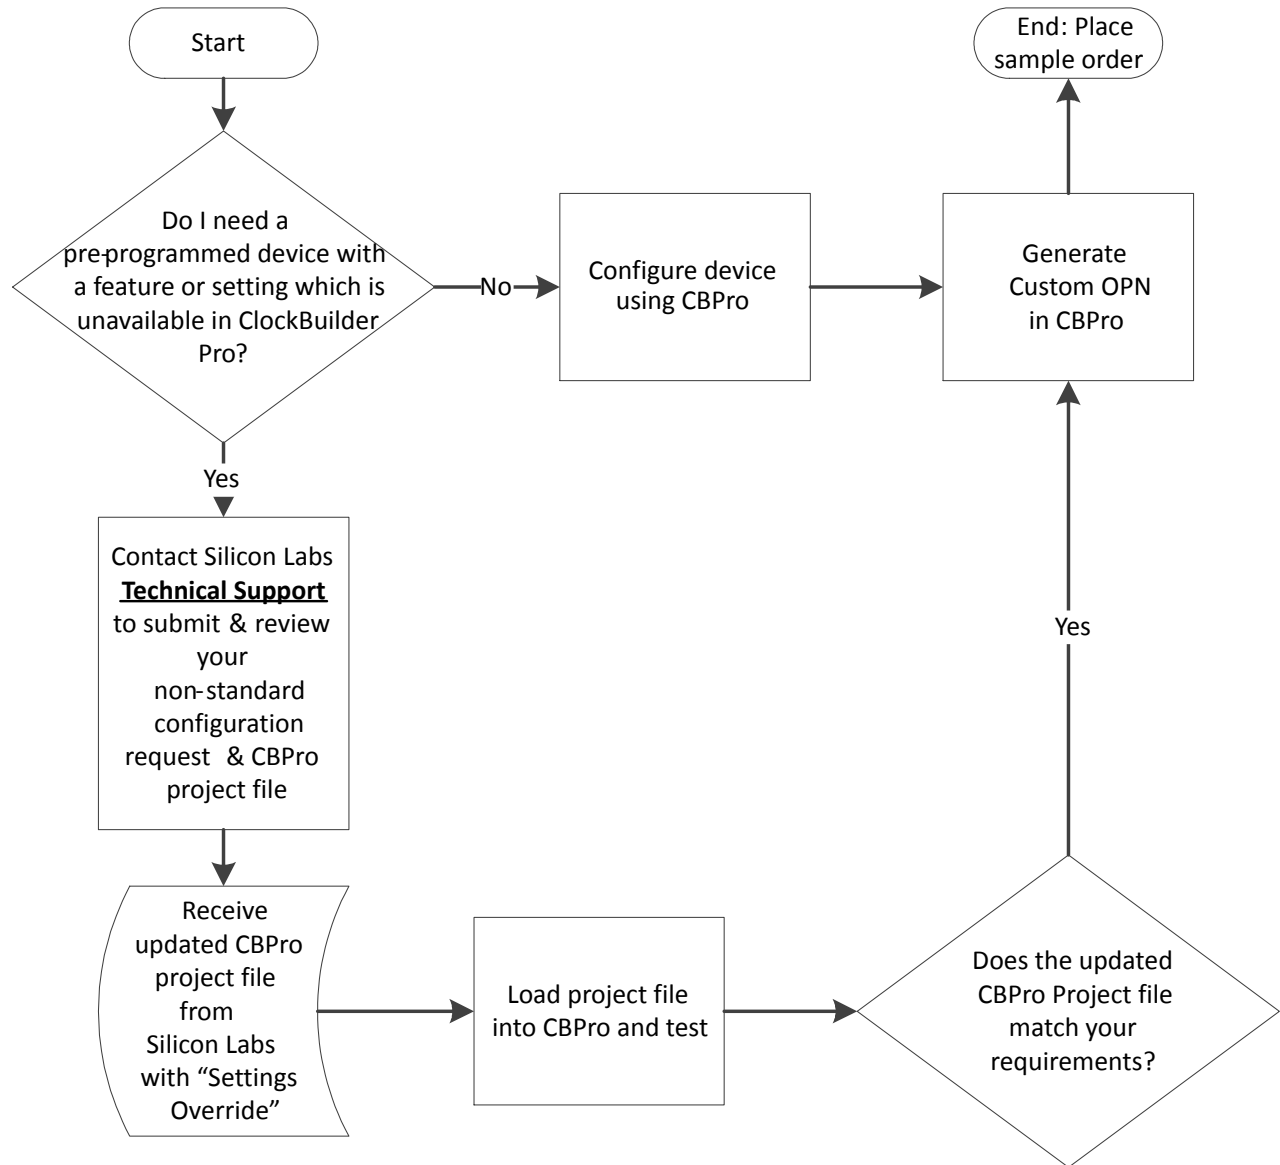 Start
End: Place
sample order
Do I need a
pre-programmed device with
a feature or setting which is
unavailable in ClockBuilder
Pro?
No
Configure device
using CBPro
Generate
Custom OPN
in CBPro
Yes
Contact Silicon Labs
Technical Support
to submit & review
your
non-standard
configuration
request & CBPro
project file
Yes
Receive
updated CBPro
project file
from
Silicon Labs
with “Settings
Override”
Load project file
into CBPro and test
Does the updated
CBPro Project file
match your
requirements?